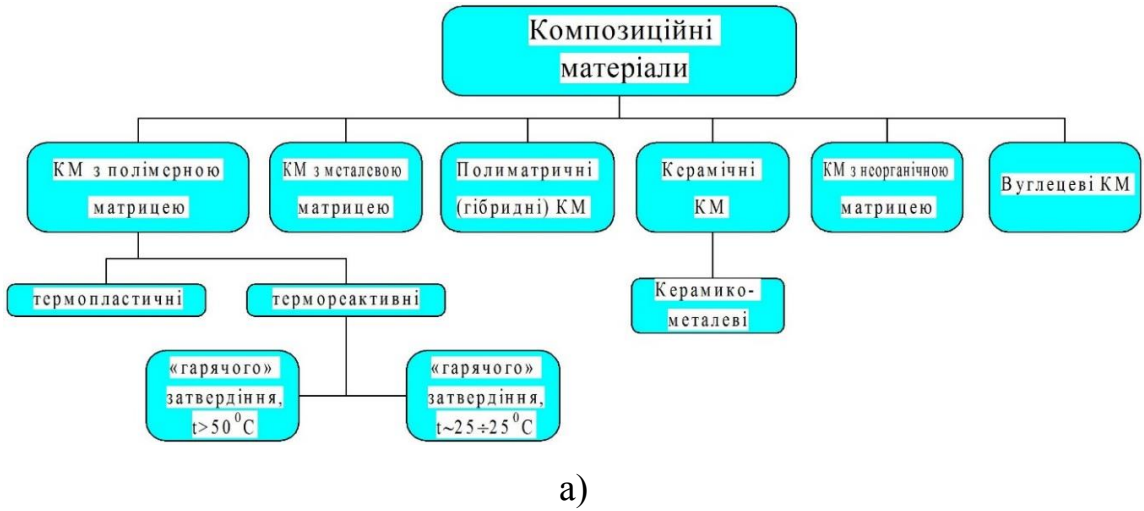 Композиційні
матеріали
КМ з полімерною
матрицею
КМ з металевою
матрицею
Полиматричні
(гібридні) КМ
Керамічні
КМ
КМ з неорганічною
матрицею
Вуглецеві КМ
термопластичні
термореактивні
Керамико-
металеві
«гарячого»
затвердіння,
t>50⁰C
«гарячого»
затвердіння,
t~25÷25⁰C
а)